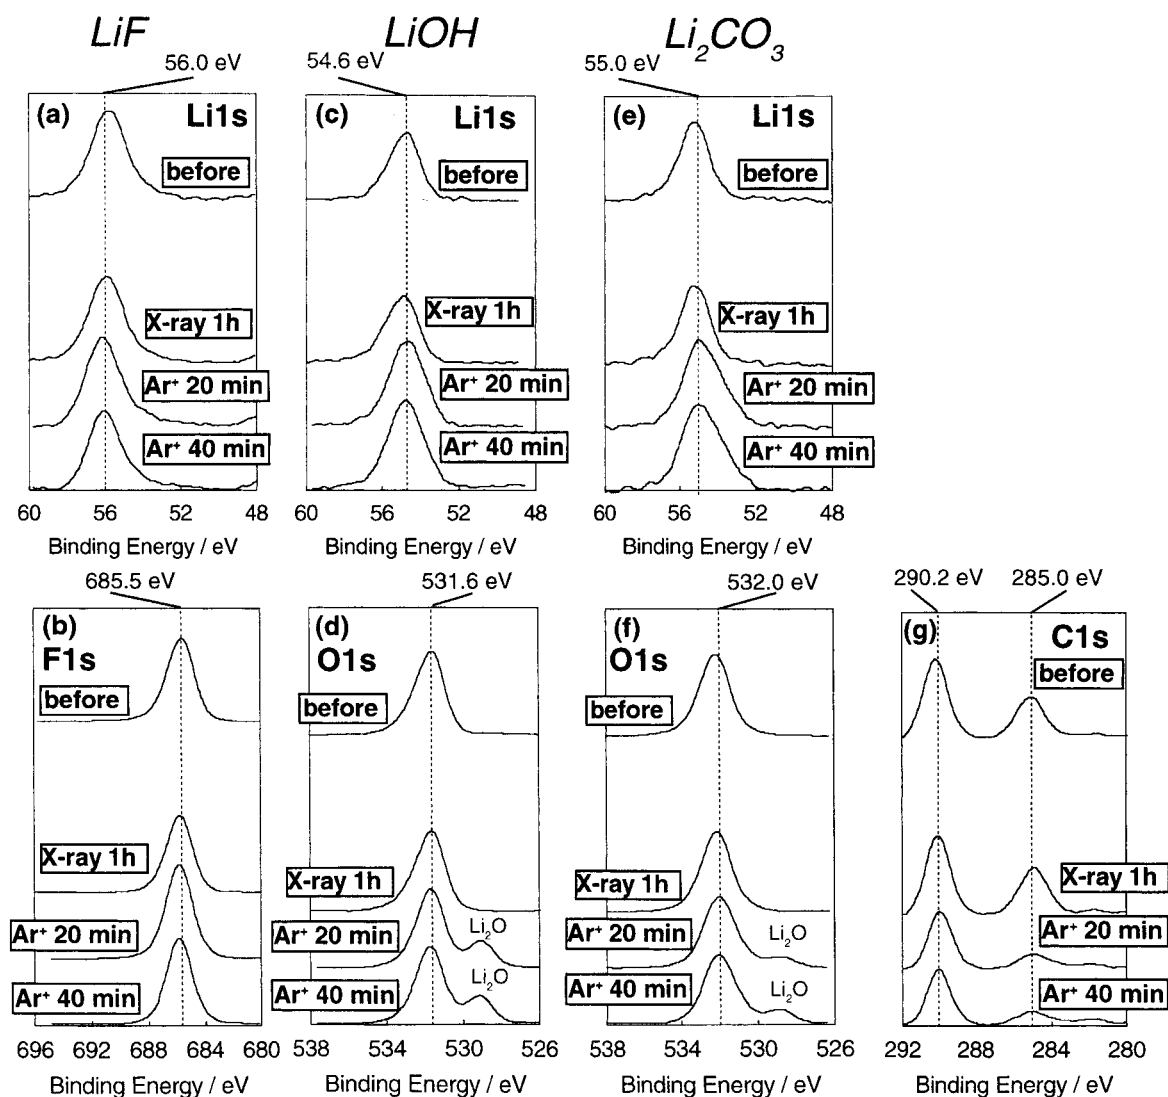 LiF LiOH Li₂CO₃
56.0 eV 54.6 eV 55.0 eV
(a) Li1s
before
X-ray 1h
Ar⁺ 20 min
Ar⁺ 40 min
60 56 52 48
Binding Energy / eV
(c) Li1s
before
X-ray 1h
Ar⁺ 20 min
Ar⁺ 40 min
60 56 52 48
Binding Energy / eV
(e) Li1s
before
X-ray 1h
Ar⁺ 20 min
Ar⁺ 40 min
60 56 52 48
Binding Energy / eV
685.5 eV
(b)
F1s
before
X-ray 1h
Ar⁺ 20 min
Ar⁺ 40 min
696 692 688 684 680
Binding Energy / eV
531.6 eV
(d)
O1s
before
X-ray 1h
Ar⁺ 20 min
Li₂O
Ar⁺ 40 min
Li₂O
538 534 530 526
Binding Energy / eV
532.0 eV
(f)
O1s
before
X-ray 1h
Ar⁺ 20 min
Li₂O
Ar⁺ 40 min
Li₂O
538 534 530 526
Binding Energy / eV
290.2 eV 285.0 eV
(g) C1s
before
X-ray 1h
Ar⁺ 20 min
Ar⁺ 40 min
292 288 284 280
Binding Energy / eV